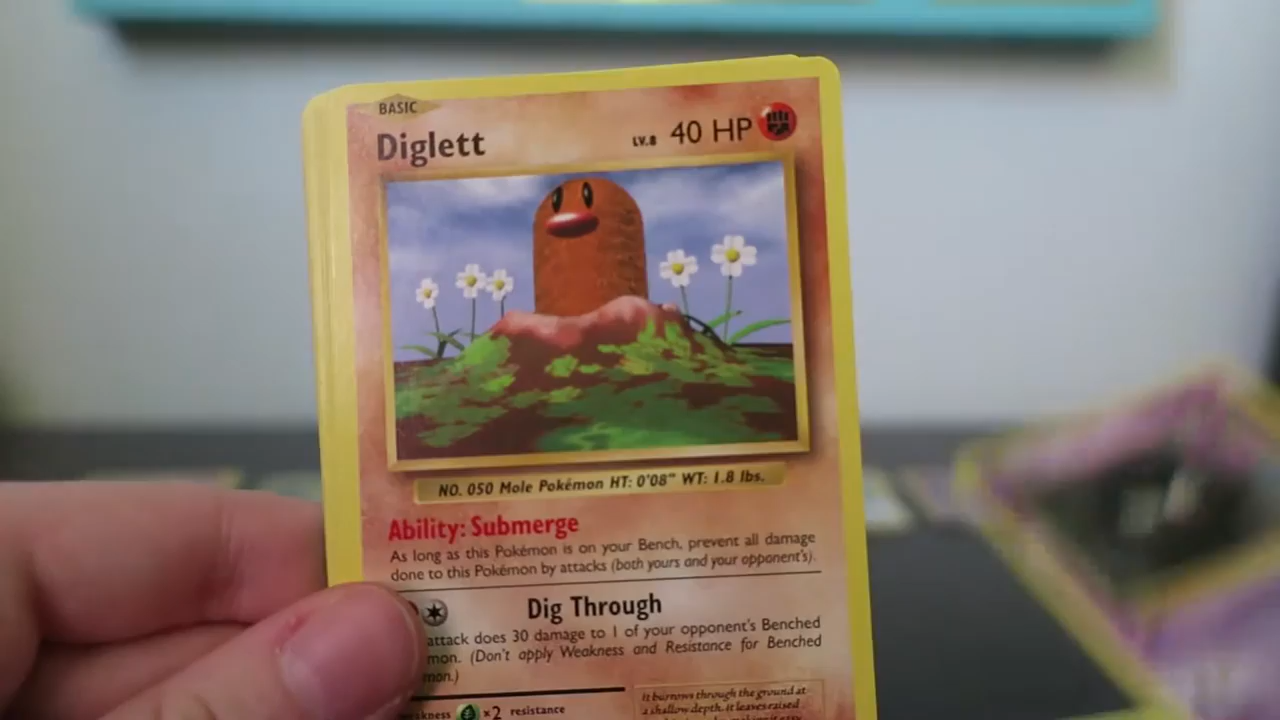 BASIC
Diglett LV.8 40 HP
NO. 050 Mole Pokémon HT: 0'08" WT: 1.8 lbs.
Ability: Submerge
As long as this Pokémon is on your Bench, prevent all damage
done to this Pokémon by attacks (both yours and your opponent's).
Dig Through
attack does 30 damage to 1 of your opponent's Benched
mon. (Don't apply Weakness and Resistance for Benched
mon.)
akness x2 resistance
It burrows through the ground at
a shallow depth. It leaves raised